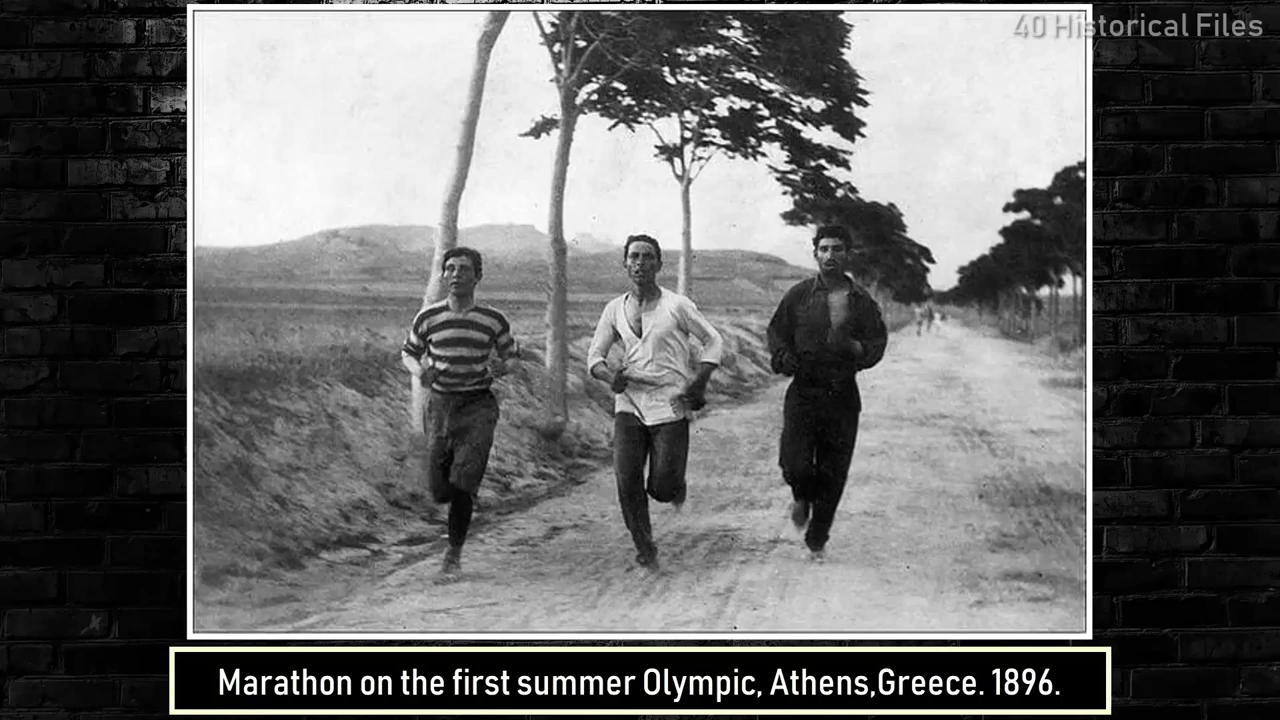 40 Historical Files
Marathon on the first summer Olympic, Athens,Greece. 1896.